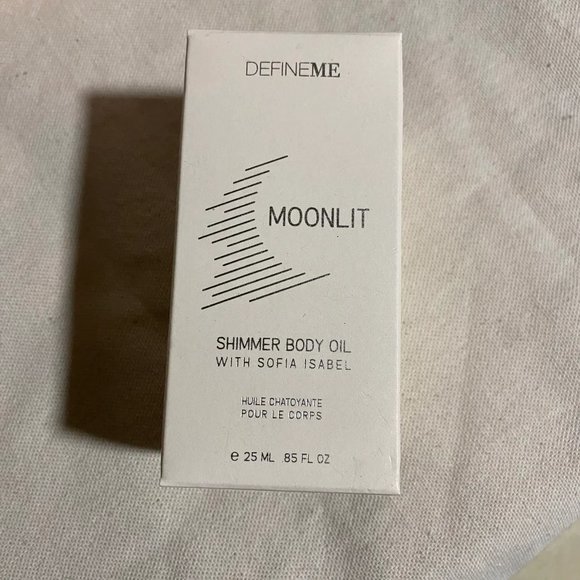 DEFINEME
MOONLIT
SHIMMER BODY OIL
WITH SOFIA ISABEL
HUILE CHATOYANTE
POUR LE CORPS
℮ 25 ML .85 FL OZ